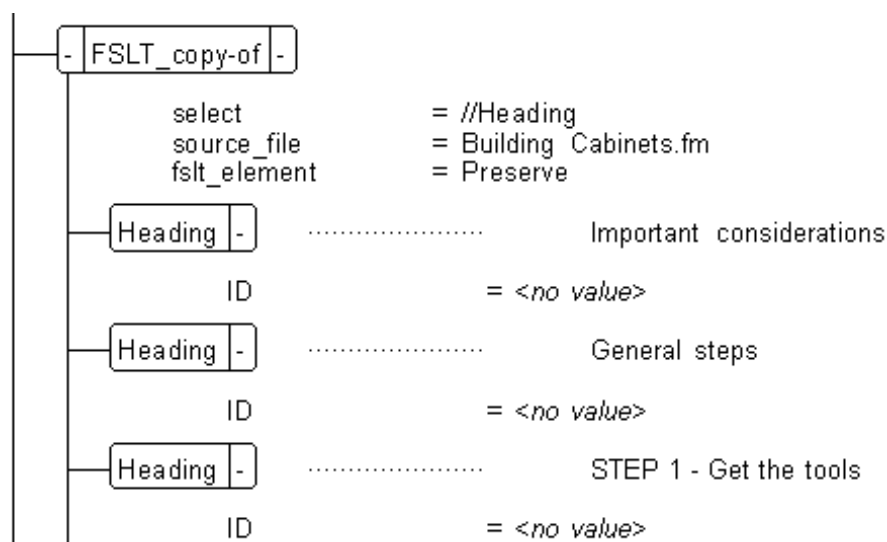 - FSLT_copy-of -
select = //Heading
source_file = Building Cabinets.fm
fslt_element = Preserve
Heading - ..................... Important considerations
ID = <no value>
Heading - ..................... General steps
ID = <no value>
Heading - ..................... STEP 1 - Get the tools
ID = <no value>